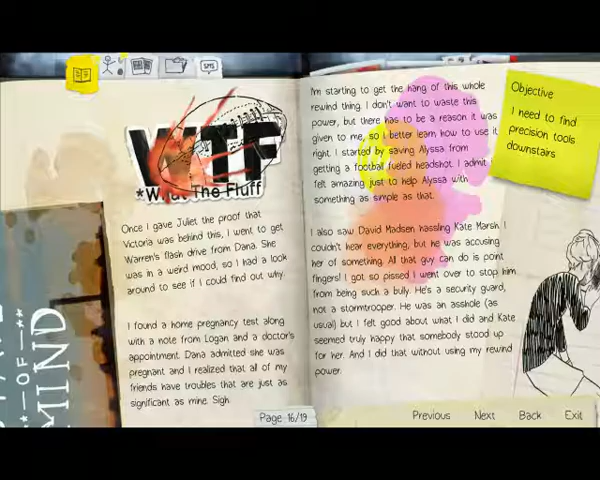 SMS
WTF
*What The Fluff
Once I gave Juliet the proof that
Victoria was behind this, I went to get
Warren's flash drive from Dana. She
was in a weird mood, so I had a look
around to see if I could find out why.
I found a home pregnancy test along
with a note from Logan and a doctor's
appointment. Dana admitted she was
pregnant and I realized that all of my
friends have troubles that are just as
significant as mine. Sigh.
OF
MIND
Page 16/19
I'm starting to get the hang of this whole
rewind thing. I don't want to waste this
power, but there has to be a reason it was
given to me, so I better learn how to use it
right. I started by saving Alyssa from
getting a football fueled headshot. I admit I
felt amazing just to help Alyssa with
something as simple as that.
I also saw David Madsen hassling Kate Marsh. I
couldn't hear everything, but he was accusing
her of something. All that guy can do is point
fingers! I got so pissed I went over to stop him
from being such a bully. He's a security guard,
not a stormtrooper. He was an asshole (as
usual) but I felt good about what I did and Kate
seemed truly happy that somebody stood up
for her. And I did that without using my rewind
power.
Objective
I need to find
precision tools
downstairs
Previous Next Back Exit